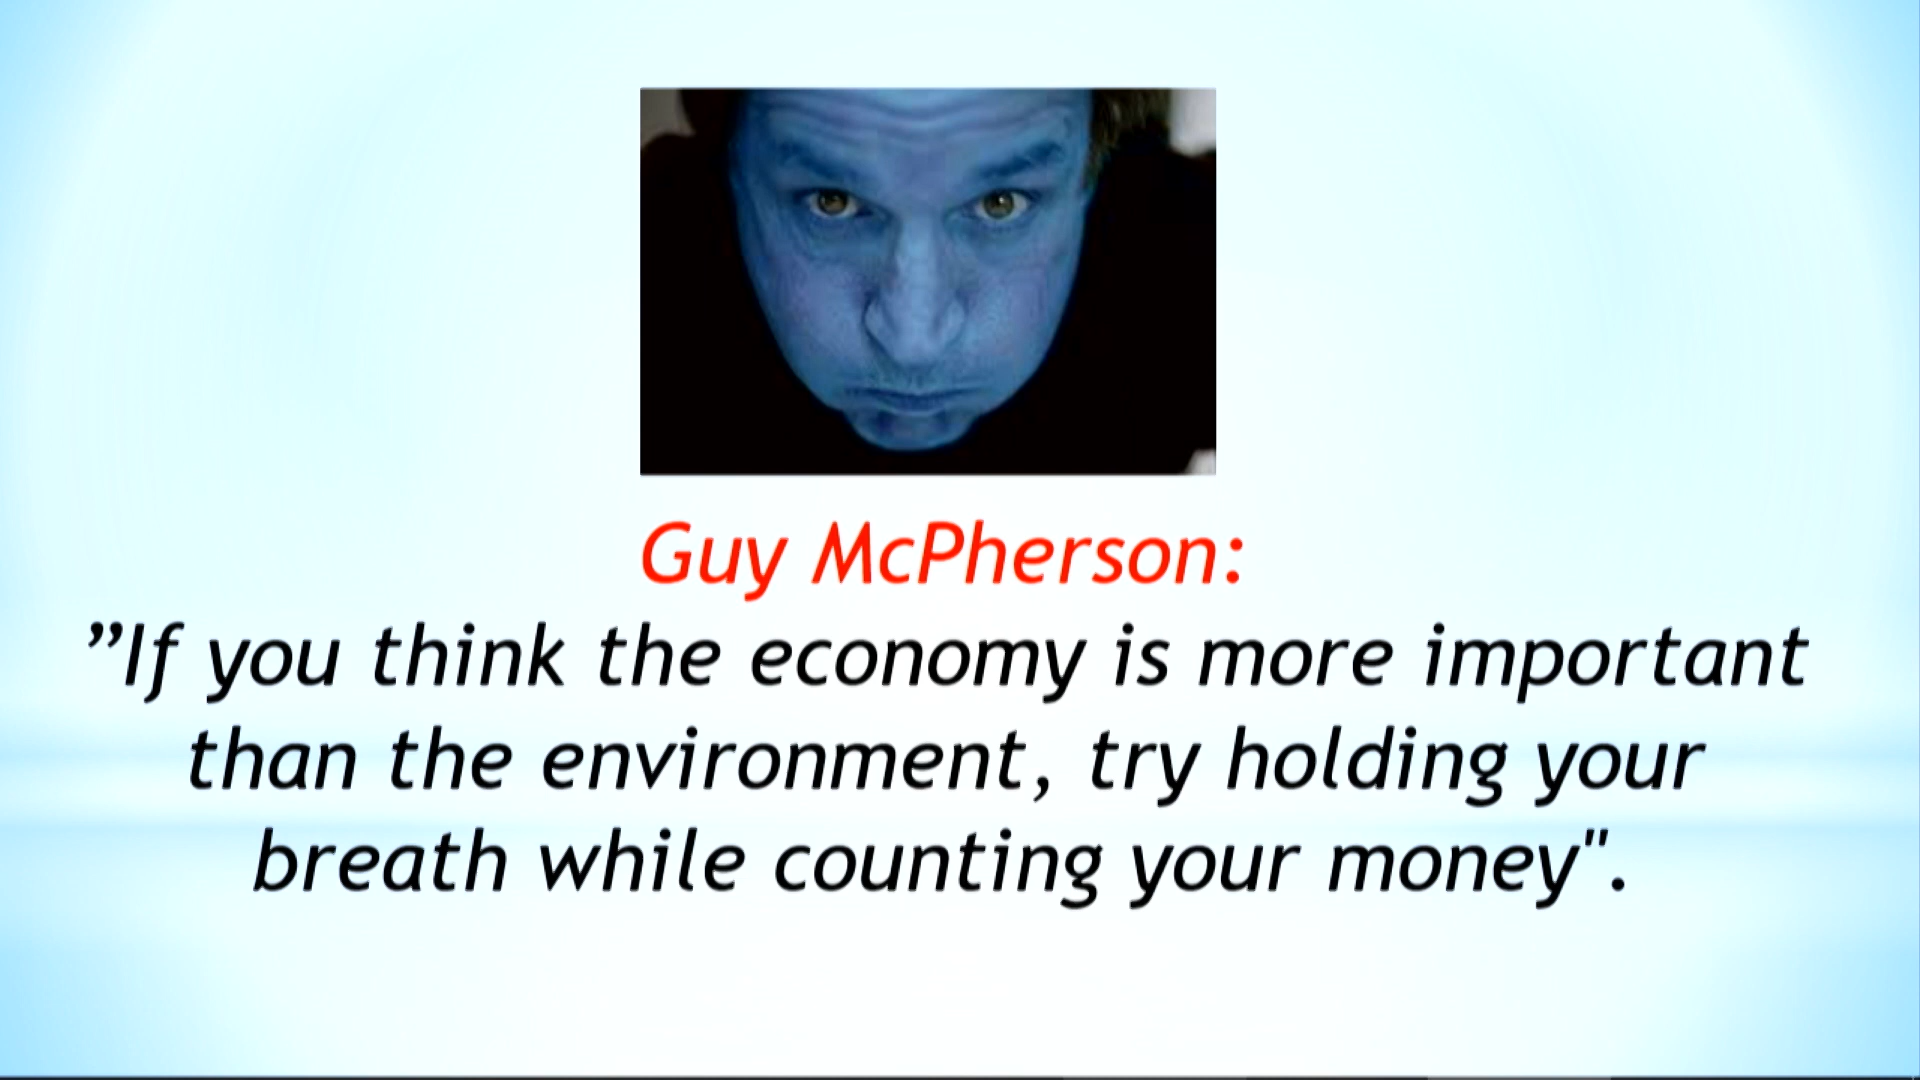 Guy McPherson:
”If you think the economy is more important
than the environment, try holding your
breath while counting your money".